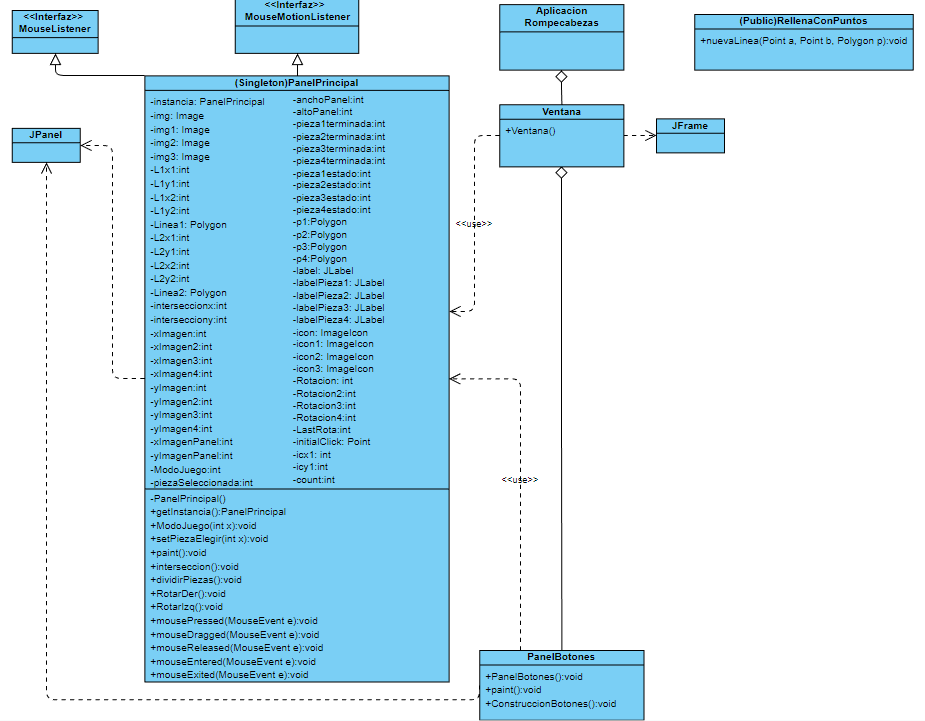 <<Interfaz>>
MouseListener
<<Interfaz>>
MouseMotionListener
Aplicacion
Rompecabezas
(Public)RellenaConPuntos
+nuevaLinea(Point a, Point b, Polygon p):void
JPanel
(Singleton)PanelPrincipal
-instancia: PanelPrincipal
-img: Image
-img1: Image
-img2: Image
-img3: Image
-L1x1:int
-L1y1:int
-L1x2:int
-L1y2:int
-Linea1: Polygon
-L2x1:int
-L2y1:int
-L2x2:int
-L2y2:int
-Linea2: Polygon
-interseccionx:int
-intersecciony:int
-xImagen:int
-xImagen2:int
-xImagen3:int
-xImagen4:int
-yImagen:int
-yImagen2:int
-yImagen3:int
-yImagen4:int
-xImagenPanel:int
-yImagenPanel:int
-ModoJuego:int
-piezaSeleccionada:int
-anchoPanel:int
-altoPanel:int
-pieza1terminada:int
-pieza2terminada:int
-pieza3terminada:int
-pieza4terminada:int
-pieza1estado:int
-pieza2estado:int
-pieza3estado:int
-pieza4estado:int
-p1:Polygon
-p2:Polygon
-p3:Polygon
-p4:Polygon
-label: JLabel
-labelPieza1: JLabel
-labelPieza2: JLabel
-labelPieza3: JLabel
-labelPieza4: JLabel
-icon: ImageIcon
-icon1: ImageIcon
-icon2: ImageIcon
-icon3: ImageIcon
-Rotacion: int
-Rotacion2:int
-Rotacion3:int
-Rotacion4:int
-LastRota:int
-initialClick: Point
-icx1: int
-icy1:int
-count:int
-PanelPrincipal()
+getInstancia():PanelPrincipal
+ModoJuego(int x):void
+setPiezaElegir(int x):void
+paint():void
+interseccion():void
+dividirPiezas():void
+RotarDer():void
+RotarIzq():void
+mousePressed(MouseEvent e):void
+mouseDragged(MouseEvent e):void
+mouseReleased(MouseEvent e):void
+mouseEntered(MouseEvent e):void
+mouseExited(MouseEvent e):void
Ventana
+Ventana()
JFrame
<<use>>
<<use>>
PanelBotones
+PanelBotones():void
+paint():void
+ConstruccionBotones():void